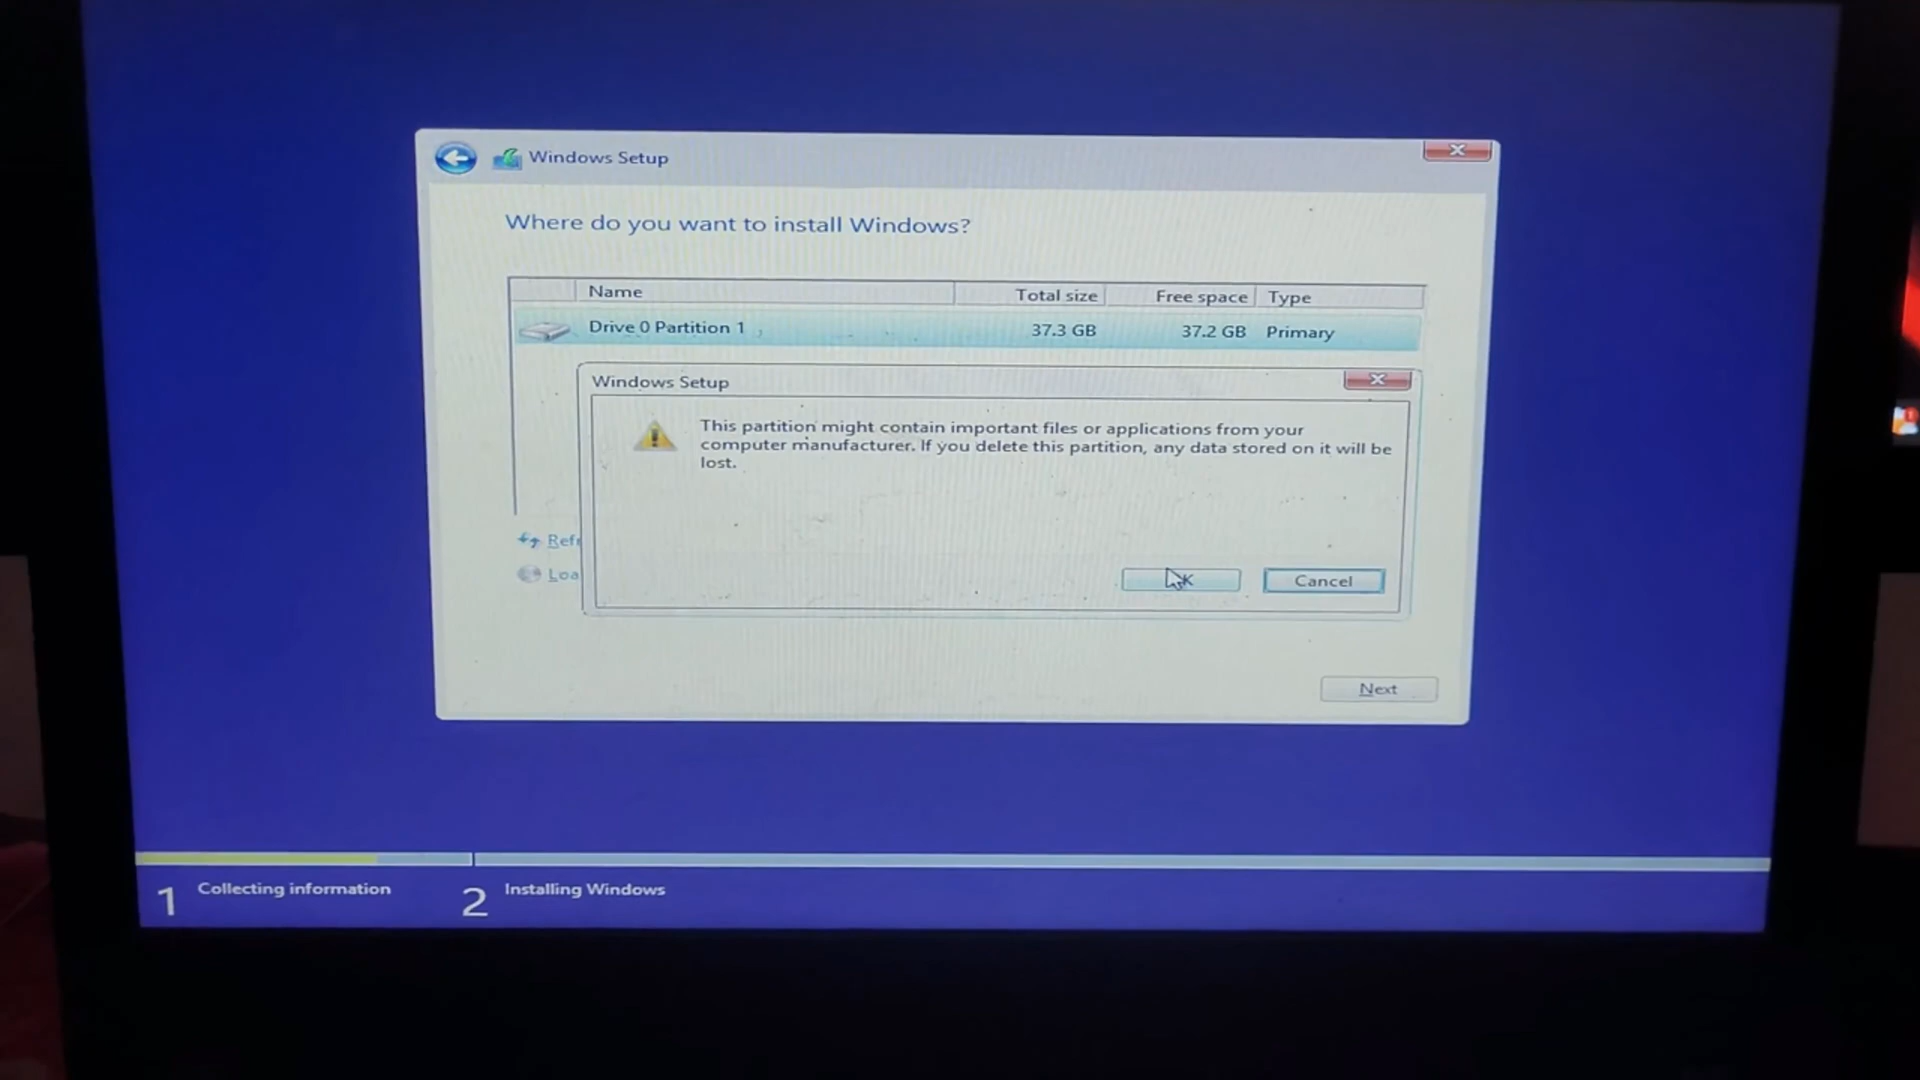 Windows Setup
Where do you want to install Windows?
Name Total size Free space Type
Drive 0 Partition 1 37.3 GB 37.2 GB Primary
Windows Setup
This partition might contain important files or applications from your
computer manufacturer. If you delete this partition, any data stored on it will be
lost.
Refr
Loa
OK Cancel
Next
1 Collecting information 2 Installing Windows